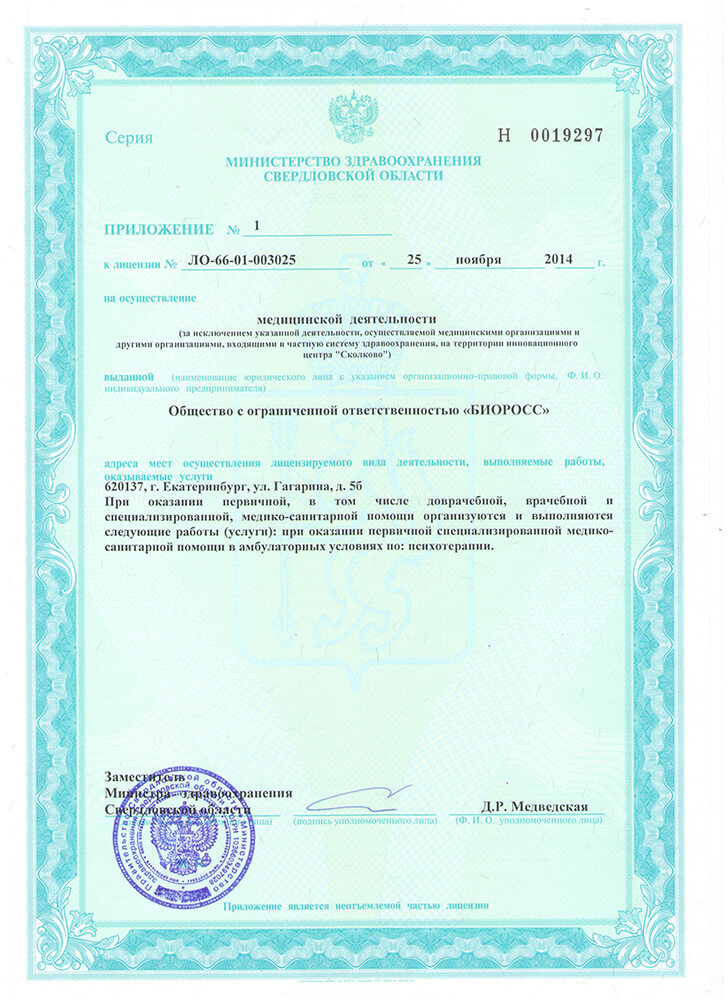 Серия
Н 0019297
МИНИСТЕРСТВО ЗДРАВООХРАНЕНИЯ
СВЕРДЛОВСКОЙ ОБЛАСТИ
ПРИЛОЖЕНИЕ № 1
к лицензии № ЛО-66-01-003025 от « 25 » ноября 2014 г.
на осуществление
медицинской деятельности
(за исключением указанной деятельности, осуществляемой медицинскими организациями и
другими организациями, входящими в частную систему здравоохранения, на территории инновационного
центра "Сколково")
выданной (наименование юридического лица с указанием организационно-правовой формы, Ф. И. О.
индивидуального предпринимателя)
Общество с ограниченной ответственностью «БИОРОСС»
адреса мест осуществления лицензируемого вида деятельности, выполняемые работы,
оказываемые услуги
620137, г. Екатеринбург, ул. Гагарина, д. 5б
При оказании первичной, в том числе доврачебной, врачебной и
специализированной, медико-санитарной помощи организуются и выполняются
следующие работы (услуги): при оказании первичной специализированной медико-
санитарной помощи в амбулаторных условиях по: психотерапии.
Заместитель
Министра здравоохранения
Свердловской области
Д.Р. Медведская
(подпись уполномоченного лица)
(Ф. И. О. уполномоченного лица)
Приложение является неотъемлемой частью лицензии